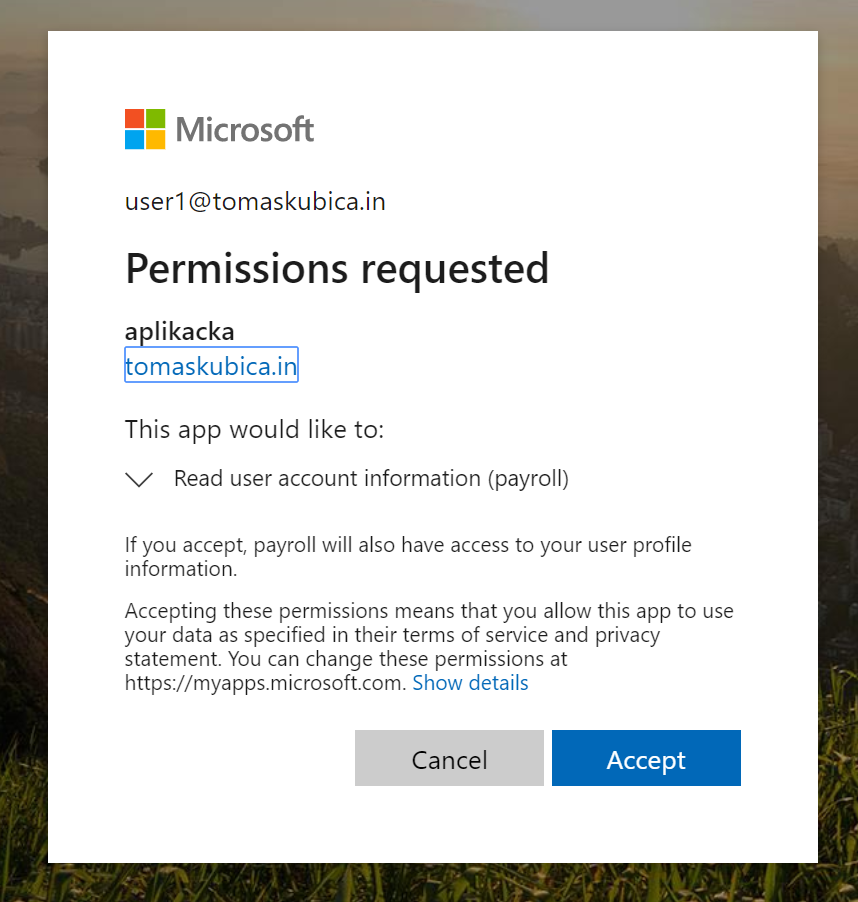 Microsoft
user1@tomaskubica.in
Permissions requested
aplikacka
tomaskubica.in
This app would like to:
Read user account information (payroll)
If you accept, payroll will also have access to your user profile
information.
Accepting these permissions means that you allow this app to use
your data as specified in their terms of service and privacy
statement. You can change these permissions at
https://myapps.microsoft.com. Show details
Cancel Accept